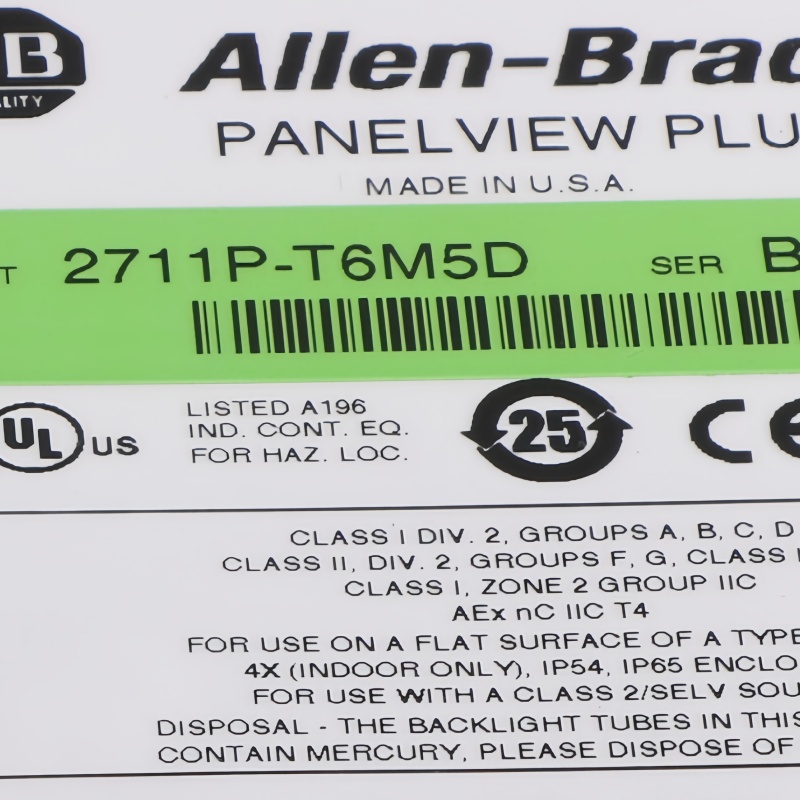 B
LITY
Allen-Brad
PANELVIEW PLU
MADE IN U.S.A.
T 2711P-T6M5D SER B
UL US
LISTED A196
IND. CONT. EQ.
FOR HAZ. LOC.
25
CE
CLASS I DIV. 2, GROUPS A, B, C, D
CLASS II, DIV. 2, GROUPS F, G, CLASS I
CLASS I, ZONE 2 GROUP IIC
AEx nC IIC T4
FOR USE ON A FLAT SURFACE OF A TYPE
4X (INDOOR ONLY), IP54, IP65 ENCLO
FOR USE WITH A CLASS 2/SELV SOU
DISPOSAL - THE BACKLIGHT TUBES IN THIS
CONTAIN MERCURY, PLEASE DISPOSE OF